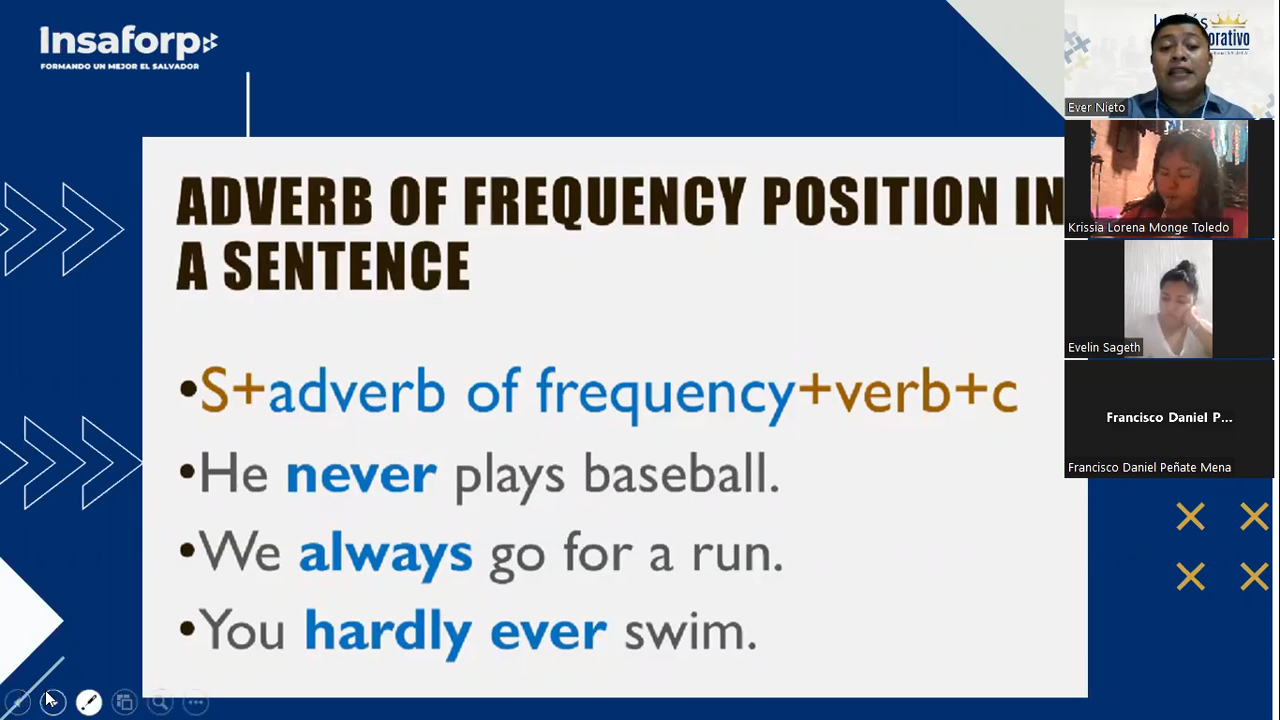 Insaforp
FORMANDO UN MEJOR EL SALVADOR
ADVERB OF FREQUENCY POSITION IN
A SENTENCE
•S+adverb of frequency+verb+c
•He never plays baseball.
•We always go for a run.
•You hardly ever swim.
Ever Nieto
Krissia Lorena Monge Toledo
Evelin Sageth
Francisco Daniel P...
Francisco Daniel Peñate Mena